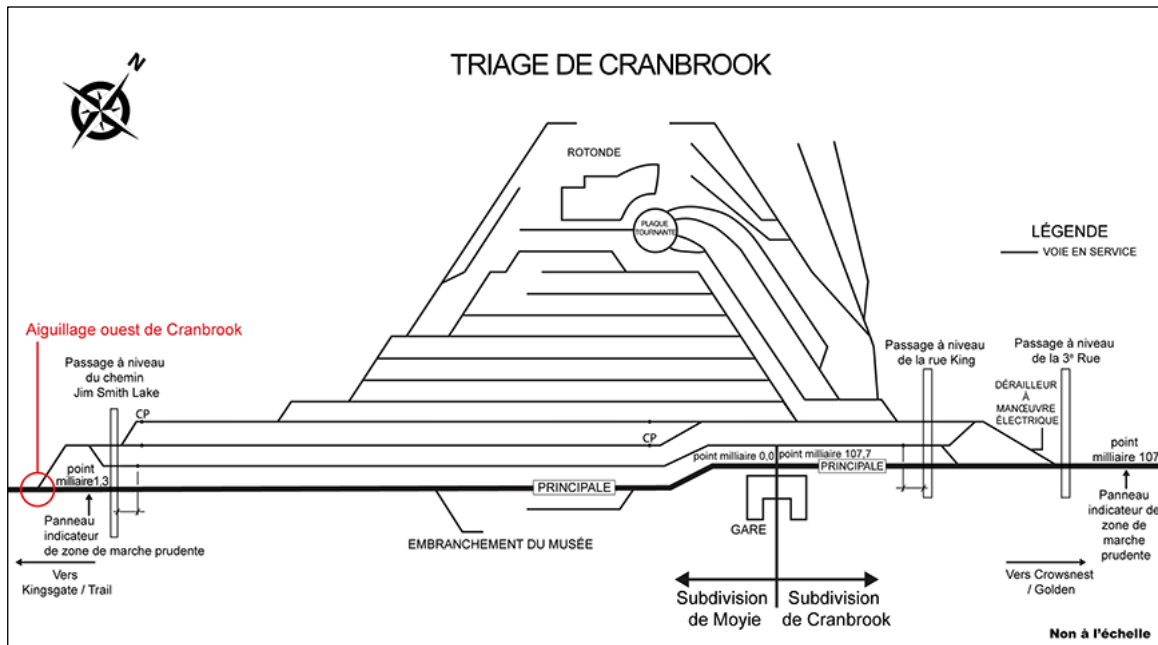 N
TRIAGE DE CRANBROOK
ROTONDE
PLAQUE
TOURNANTE
LÉGENDE
VOIE EN SERVICE
Aiguillage ouest de Cranbrook
Passage à niveau
du chemin
Jim Smith Lake
Passage à niveau
de la rue King
Passage à niveau
de la 3e Rue
DÉRAILLEUR
À
MANŒUVRE
ÉLECTRIQUE
CP
CP
point
milliaire1,3
point milliaire 0,0
point milliaire 107,7
point
milliaire 107
PRINCIPALE
PRINCIPALE
Panneau
indicateur
de zone de marche prudente
EMBRANCHEMENT DU MUSÉE
GARE
Panneau
indicateur de
zone de
marche
prudente
Vers
Kingsgate / Trail
Vers Crowsnest
/ Golden
Subdivision
de Moyie
Subdivision
de Cranbrook
Non à l'échelle